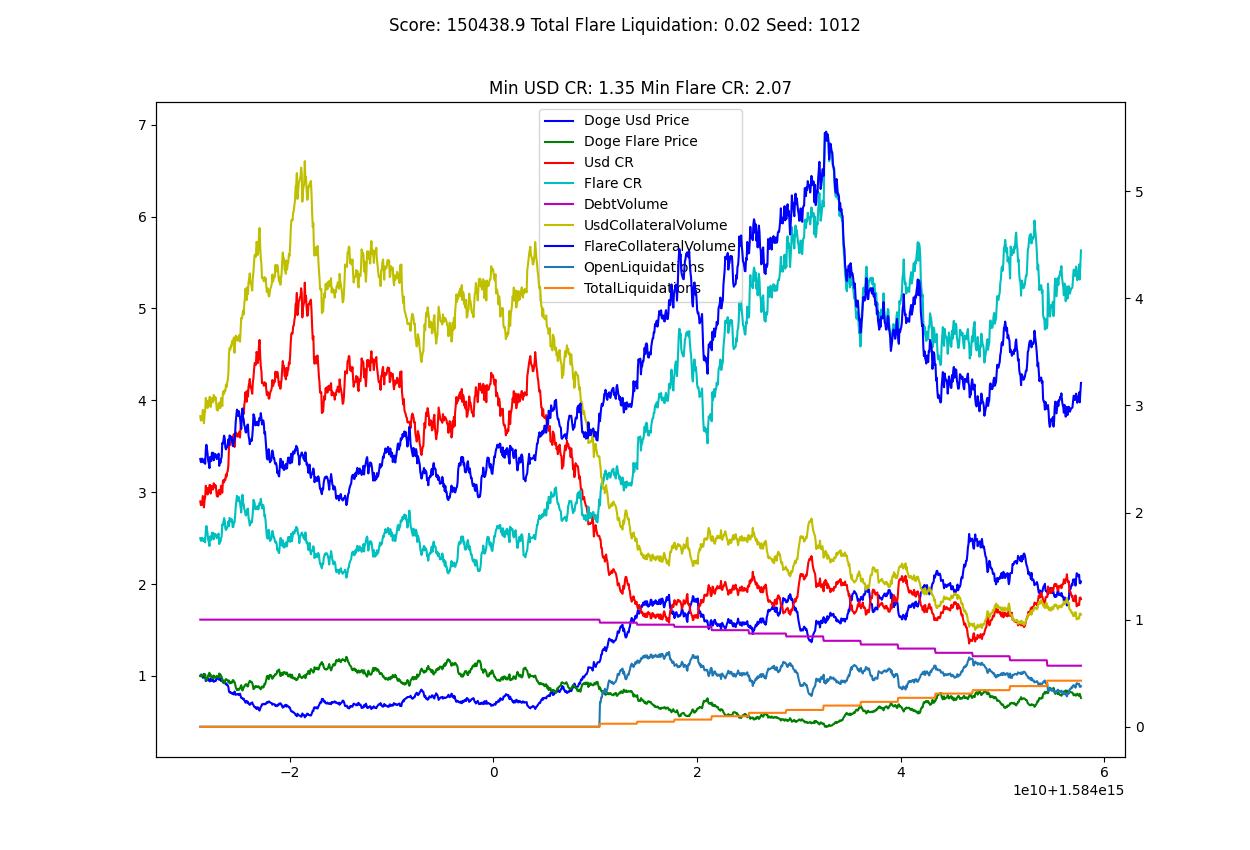 Score: 150438.9 Total Flare Liquidation: 0.02 Seed: 1012
Min USD CR: 1.35 Min Flare CR: 2.07
Doge Usd Price
Doge Flare Price
Usd CR
Flare CR
DebtVolume
UsdCollateralVolume
FlareCollateralVolume
OpenLiquidations
TotalLiquidations
7
6
5
4
3
2
1
5
4
3
2
1
0
−2
0
2
4
6
1e10+1.584e15